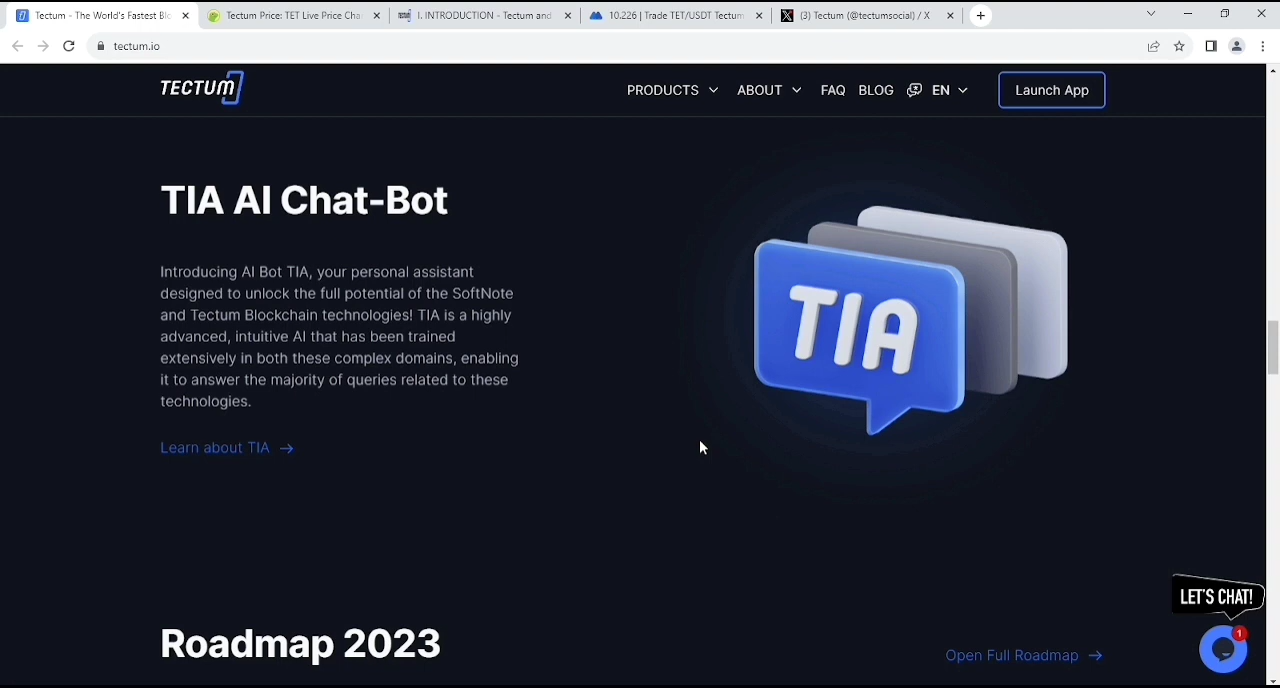 Tectum - The World's Fastest Blo
Tectum Price: TET Live Price Cha
I. INTRODUCTION - Tectum and
10.226 | Trade TET/USDT Tectum
(3) Tectum (@tectumsocial) / X
tectum.io
TECTUM
PRODUCTS
ABOUT
FAQ
BLOG
EN
Launch App
TIA AI Chat-Bot
Introducing AI Bot TIA, your personal assistant
designed to unlock the full potential of the SoftNote
and Tectum Blockchain technologies! TIA is a highly
advanced, intuitive AI that has been trained
extensively in both these complex domains, enabling
it to answer the majority of queries related to these
technologies.
Learn about TIA →
TIA
LET'S CHAT!
1
Roadmap 2023
Open Full Roadmap →